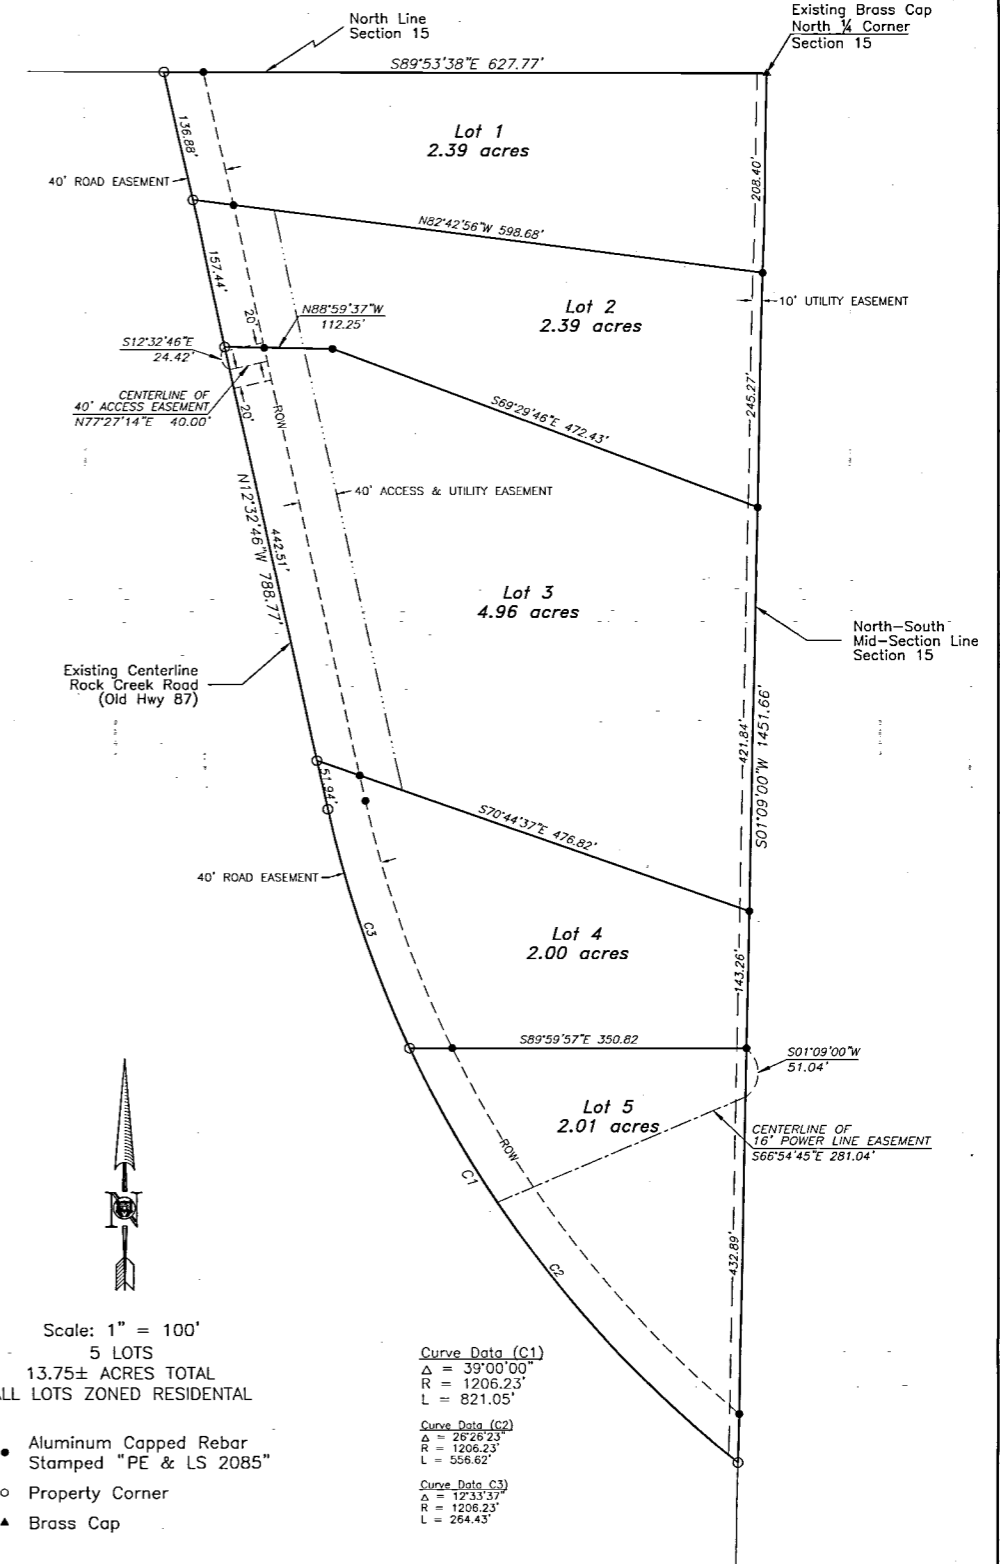 North Line
Section 15
Existing Brass Cap
North ¼ Corner
Section 15
S89°53'38"E 627.77'
Lot 1
2.39 acres
136.88'
208.40'
40' ROAD EASEMENT
N82°42'56"W 598.68'
157.44'
Lot 2
2.39 acres
10' UTILITY EASEMENT
20'
N88°59'37"W
112.25'
S12°32'46"E
24.42'
CENTERLINE OF
40' ACCESS EASEMENT
N77°27'14"E 40.00'
20'
ROW
S69°29'46"E 472.43'
245.27'
N12°32'46"W 788.77'
442.51'
40' ACCESS & UTILITY EASEMENT
Lot 3
4.96 acres
North-South
Mid-Section Line
Section 15
Existing Centerline
Rock Creek Road
(Old Hwy 87)
421.84'
S01°09'00"W 1451.66'
51.94'
S70°44'37"E 476.82'
40' ROAD EASEMENT
C3
Lot 4
2.00 acres
143.26'
S89°59'57"E 350.82
S01°09'00"W
51.04'
Lot 5
2.01 acres
CENTERLINE OF
16' POWER LINE EASEMENT
S66°54'45"E 281.04'
ROW
C1
C2
432.89'
N
Scale: 1" = 100'
5 LOTS
13.75± ACRES TOTAL
LL LOTS ZONED RESIDENTAL
Aluminum Capped Rebar
Stamped "PE & LS 2085"
Property Corner
Brass Cap
Curve Data (C1)
Δ = 39°00'00"
R = 1206.23'
L = 821.05'
Curve Data (C2)
Δ = 26°26'23"
R = 1206.23'
L = 556.62'
Curve Data C3)
Δ = 12°33'37"
R = 1206.23'
L = 264.43'